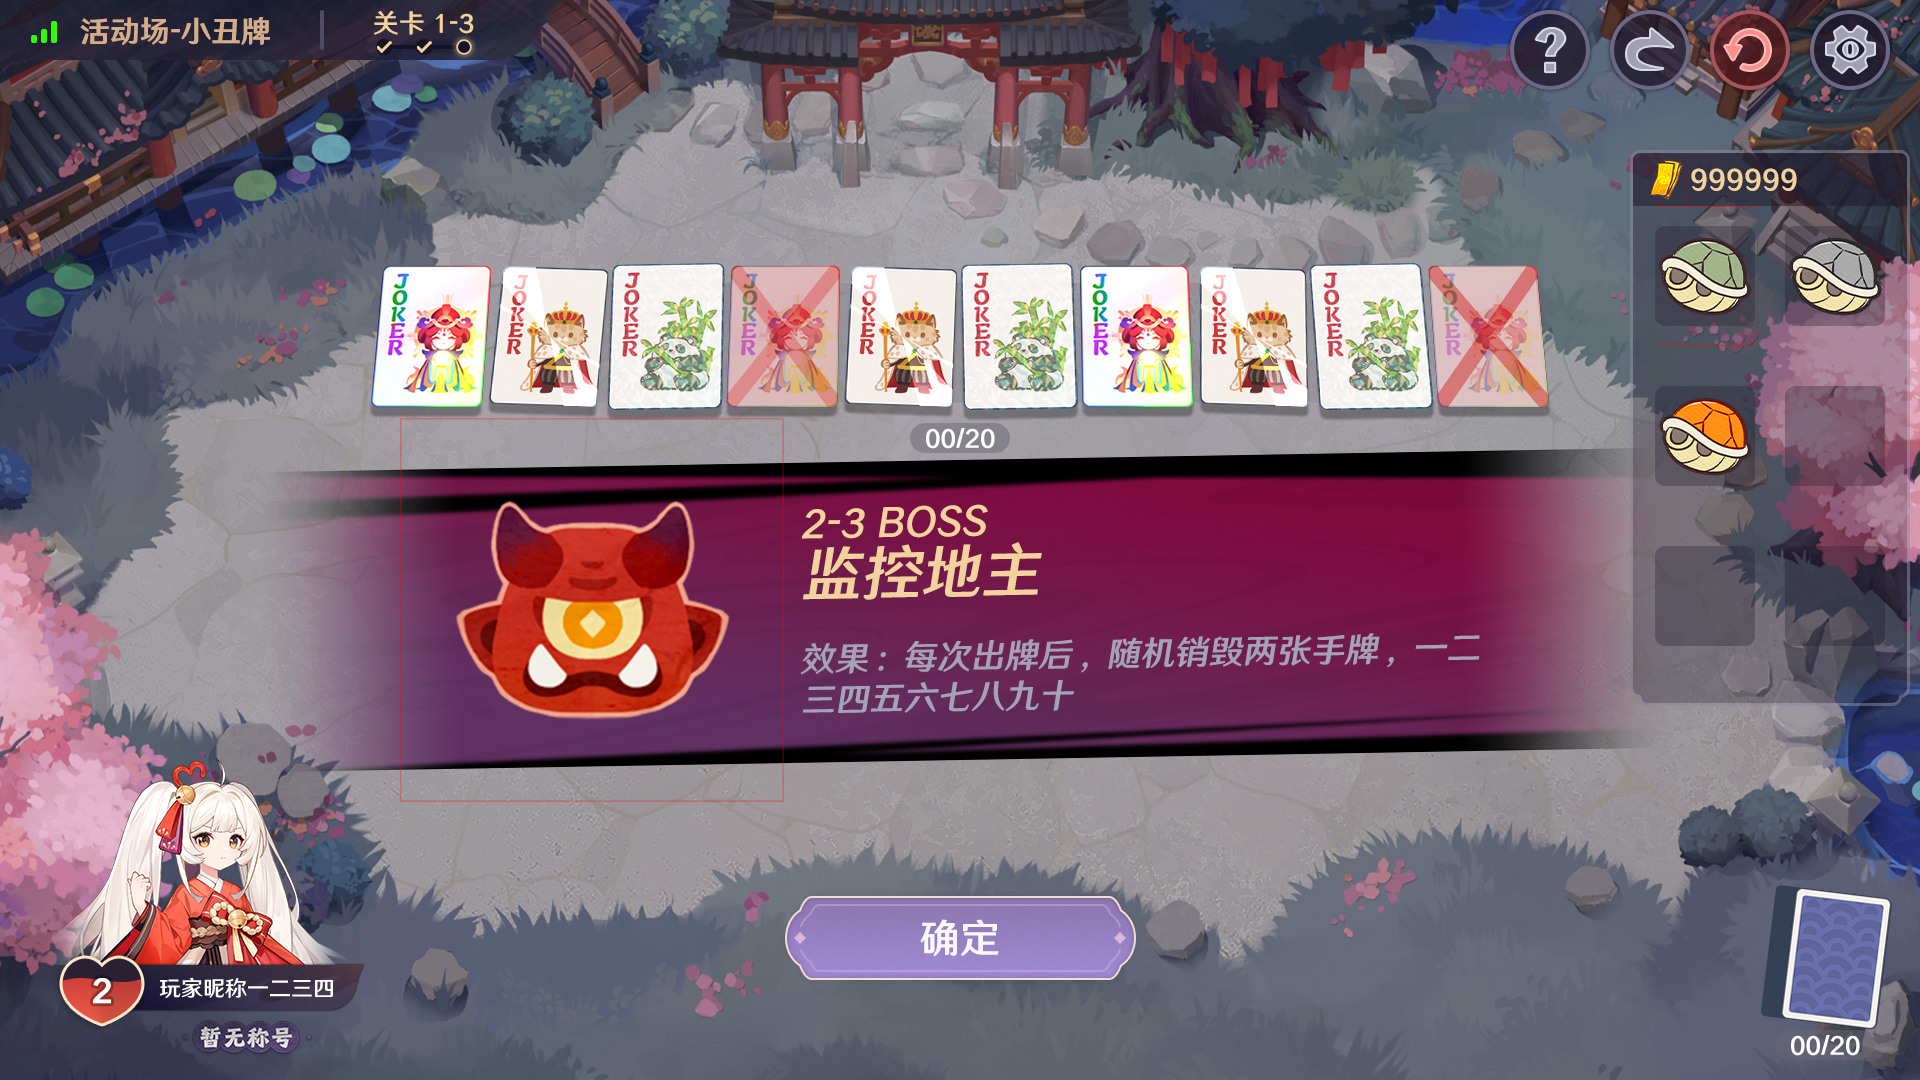 活动场-小丑牌
关卡 1-3
?
999999
JOKER
JOKER
JOKER
JOKER
JOKER
JOKER
JOKER
JOKER
JOKER
JOKER
00/20
2-3 BOSS
监控地主
效果：每次出牌后，随机销毁两张手牌，一二
三四五六七八九十
确定
2
玩家昵称一二三四
暂无称号
00/20